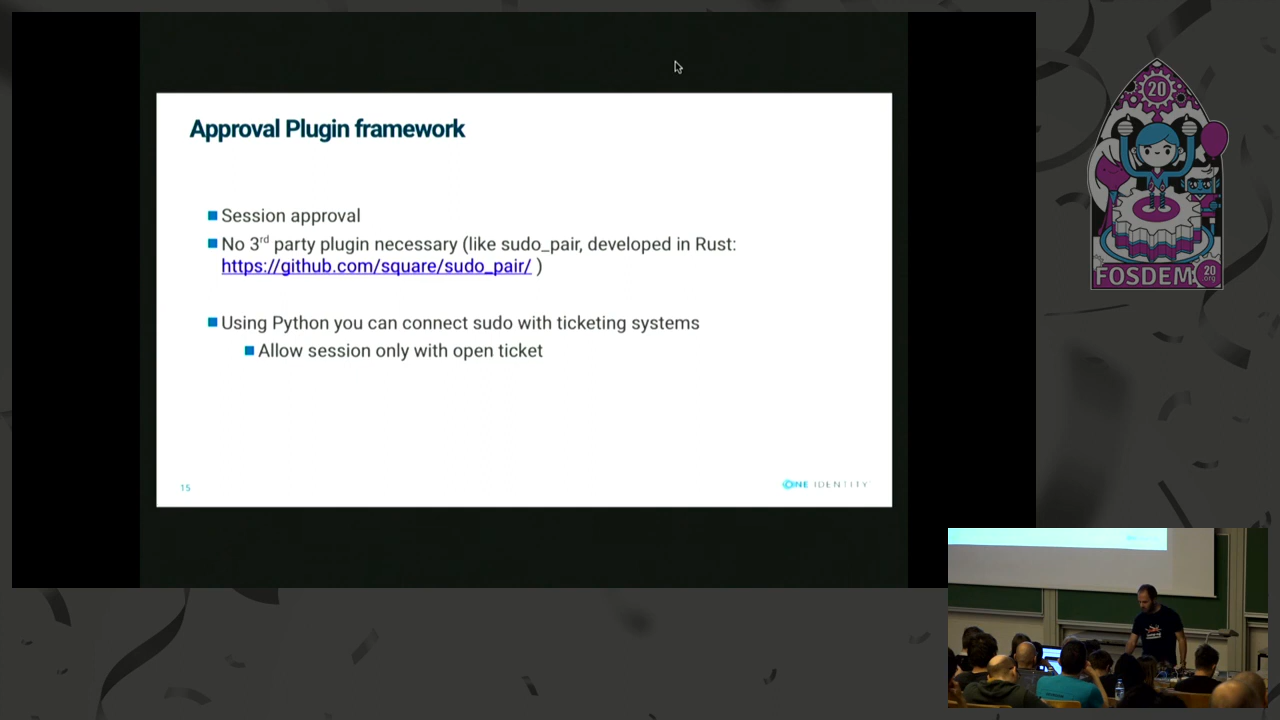 Approval Plugin framework
Session approval
No 3rd party plugin necessary (like sudo_pair, developed in Rust:
https://github.com/square/sudo_pair/ )
Using Python you can connect sudo with ticketing systems
Allow session only with open ticket
15
ONE IDENTITY
20
FOSDEM
20
.org